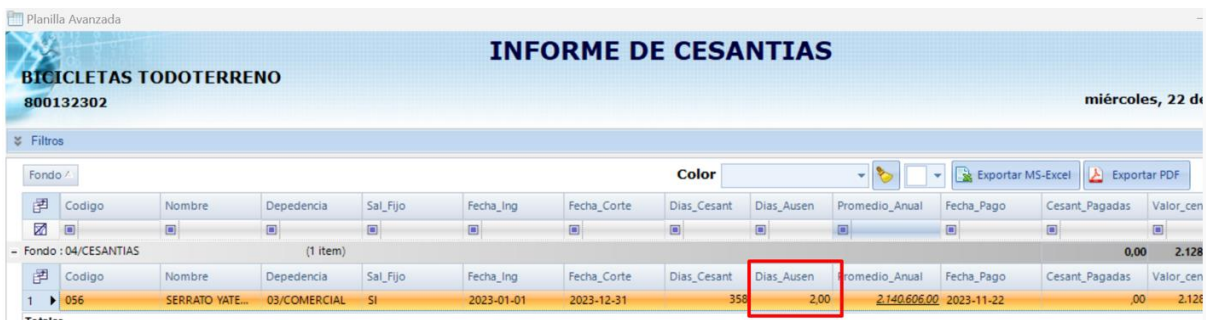 Planilla Avanzada
INFORME DE CESANTIAS
BICICLETAS TODOTERRENO
800132302
miércoles, 22 de
Filtros
Fondo
Color
Exportar MS-Excel Exportar PDF
Codigo Nombre Depedencia Sal_Fijo Fecha_Ing Fecha_Corte Dias_Cesant Dias_Ausen Promedio_Anual Fecha_Pago Cesant_Pagadas Valor_cen
Fondo : 04/CESANTIAS (1 item) 0,00 2.128
Codigo Nombre Depedencia Sal_Fijo Fecha_Ing Fecha_Corte Dias_Cesant Dias_Ausen Promedio_Anual Fecha_Pago Cesant_Pagadas Valor_cen
1 056 SERRATO YATE... 03/COMERCIAL SI 2023-01-01 2023-12-31 358 2,00 2.140.606,00 2023-11-22 ,00 2.128